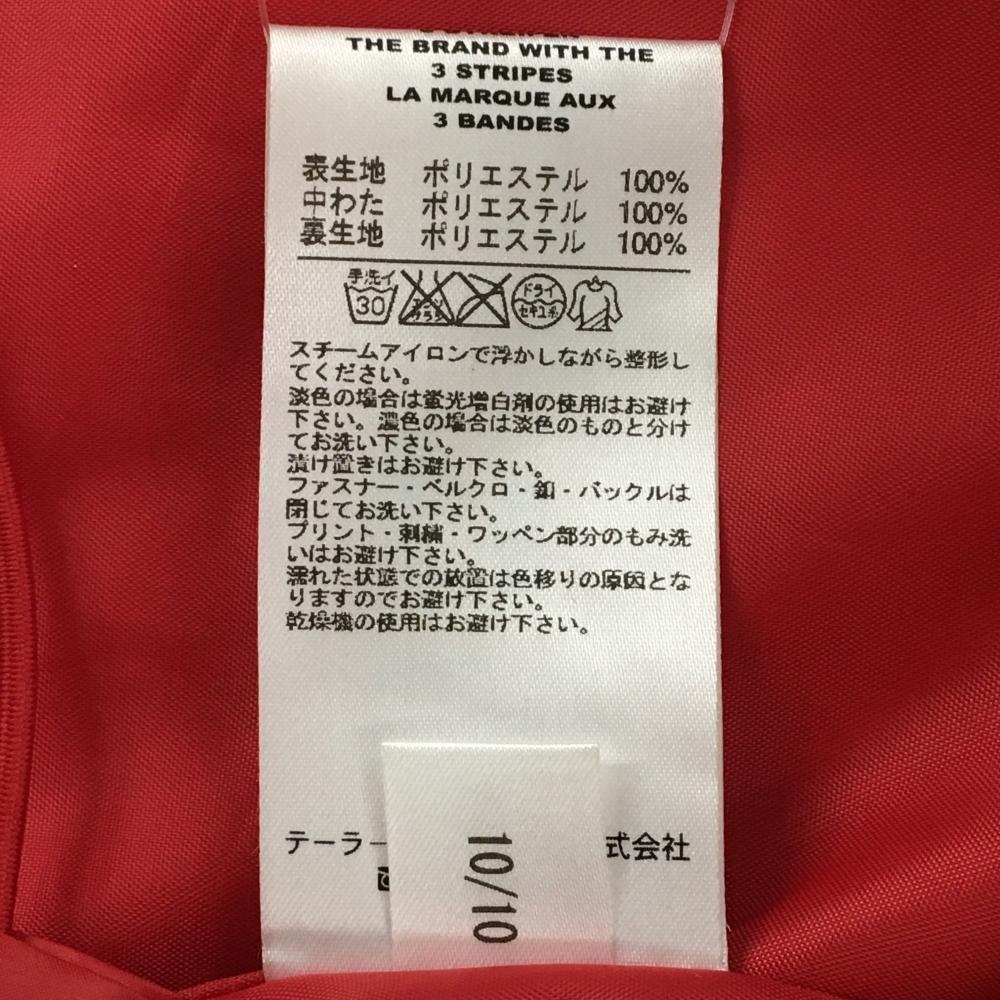 THE BRAND WITH THE
3 STRIPES
LA MARQUE AUX
3 BANDES
表生地 ポリエステル 100%
中わた ポリエステル 100%
裏生地 ポリエステル 100%
手洗イ 30 エンソ サラシ ドライ セキユ系
スチームアイロンで浮かしながら整形し
てください。
淡色の場合は蛍光増白剤の使用はお避け
下さい。濃色の場合は淡色のものと分け
てお洗い下さい。
漬け置きはお避け下さい。
ファスナー・ベルクロ・釦・バックルは
閉じてお洗い下さい。
プリント・刺繍・ワッペン部分のもみ洗
いはお避け下さい。
濡れた状態での放置は色移りの原因とな
りますのでお避け下さい。
乾燥機の使用はお避け下さい。
テーラー 式会社
10/10